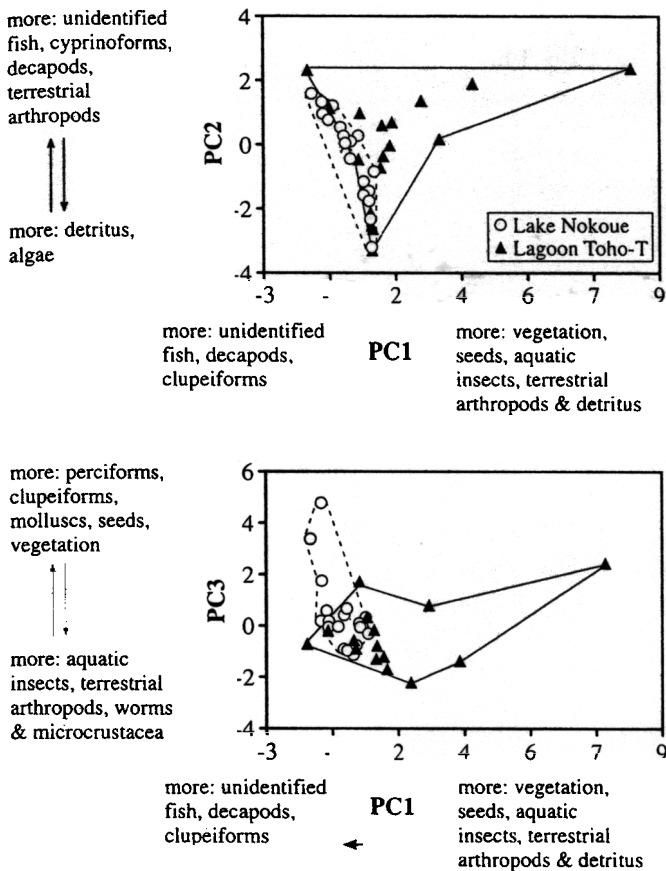 more: unidentified
fish, cyprinoforms,
decapods,
terrestrial
arthropods
more: detritus,
algae
PC2
4
2
0
-2
-4
Lake Nokoue
Lagoon Toho-T
-3
-
2
4
7
9
more: unidentified
fish, decapods,
clupeiforms
PC1
more: vegetation,
seeds, aquatic
insects, terrestrial
arthropods & detritus
more: perciforms,
clupeiforms,
molluscs, seeds,
vegetation
more: aquatic
insects, terrestrial
arthropods, worms
& microcrustacea
PC3
6
4
2
0
-2
-4
-3
-
2
4
7
9
more: unidentified
fish, decapods,
clupeiforms
PC1
more: vegetation,
seeds, aquatic
insects, terrestrial
arthropods & detritus